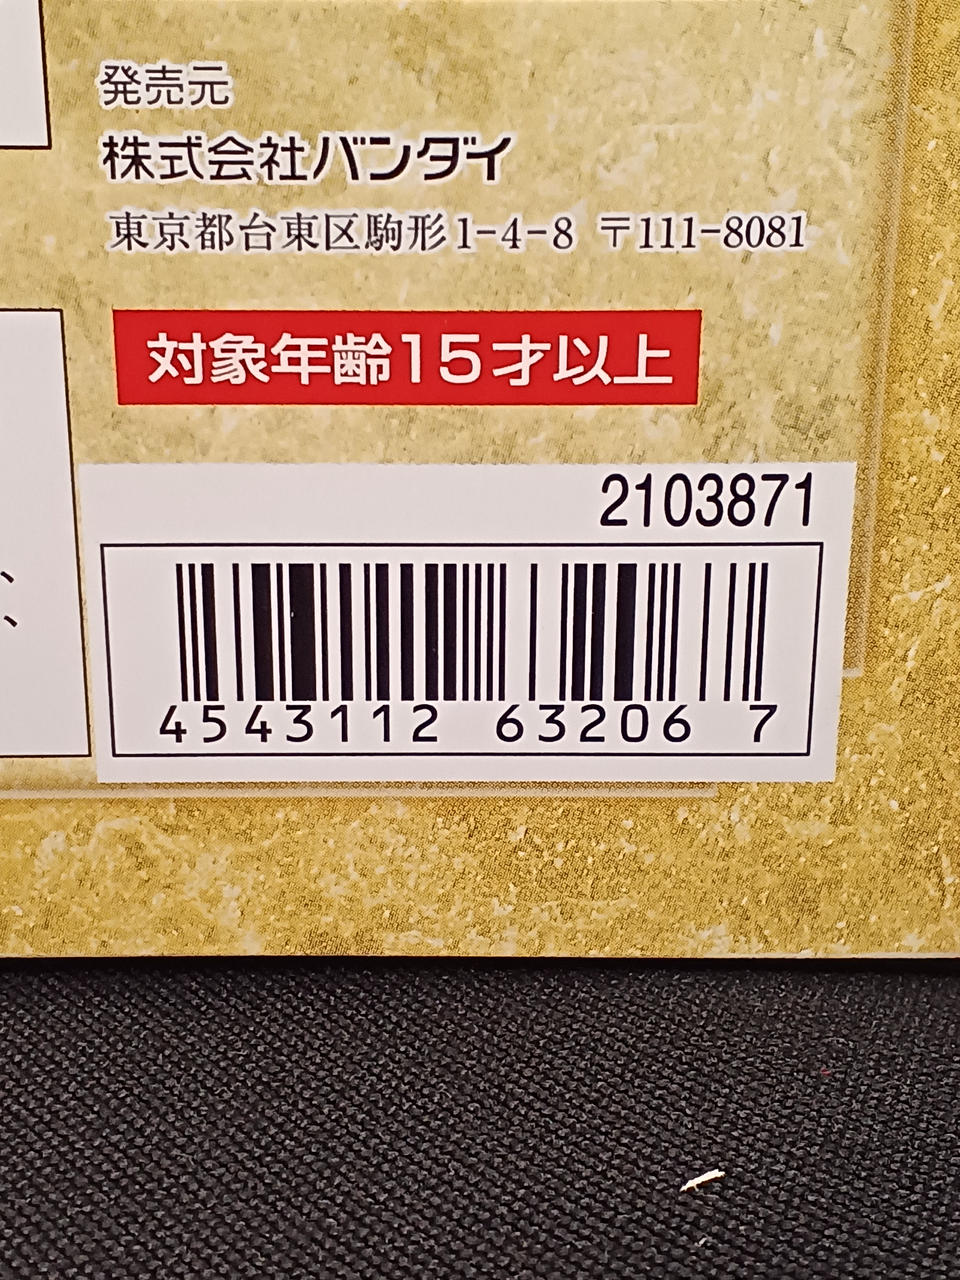 発売元
株式会社バンダイ
東京都台東区駒形1-4-8 〒111-8081
対象年齢15才以上
2103871
4543112 63206 7